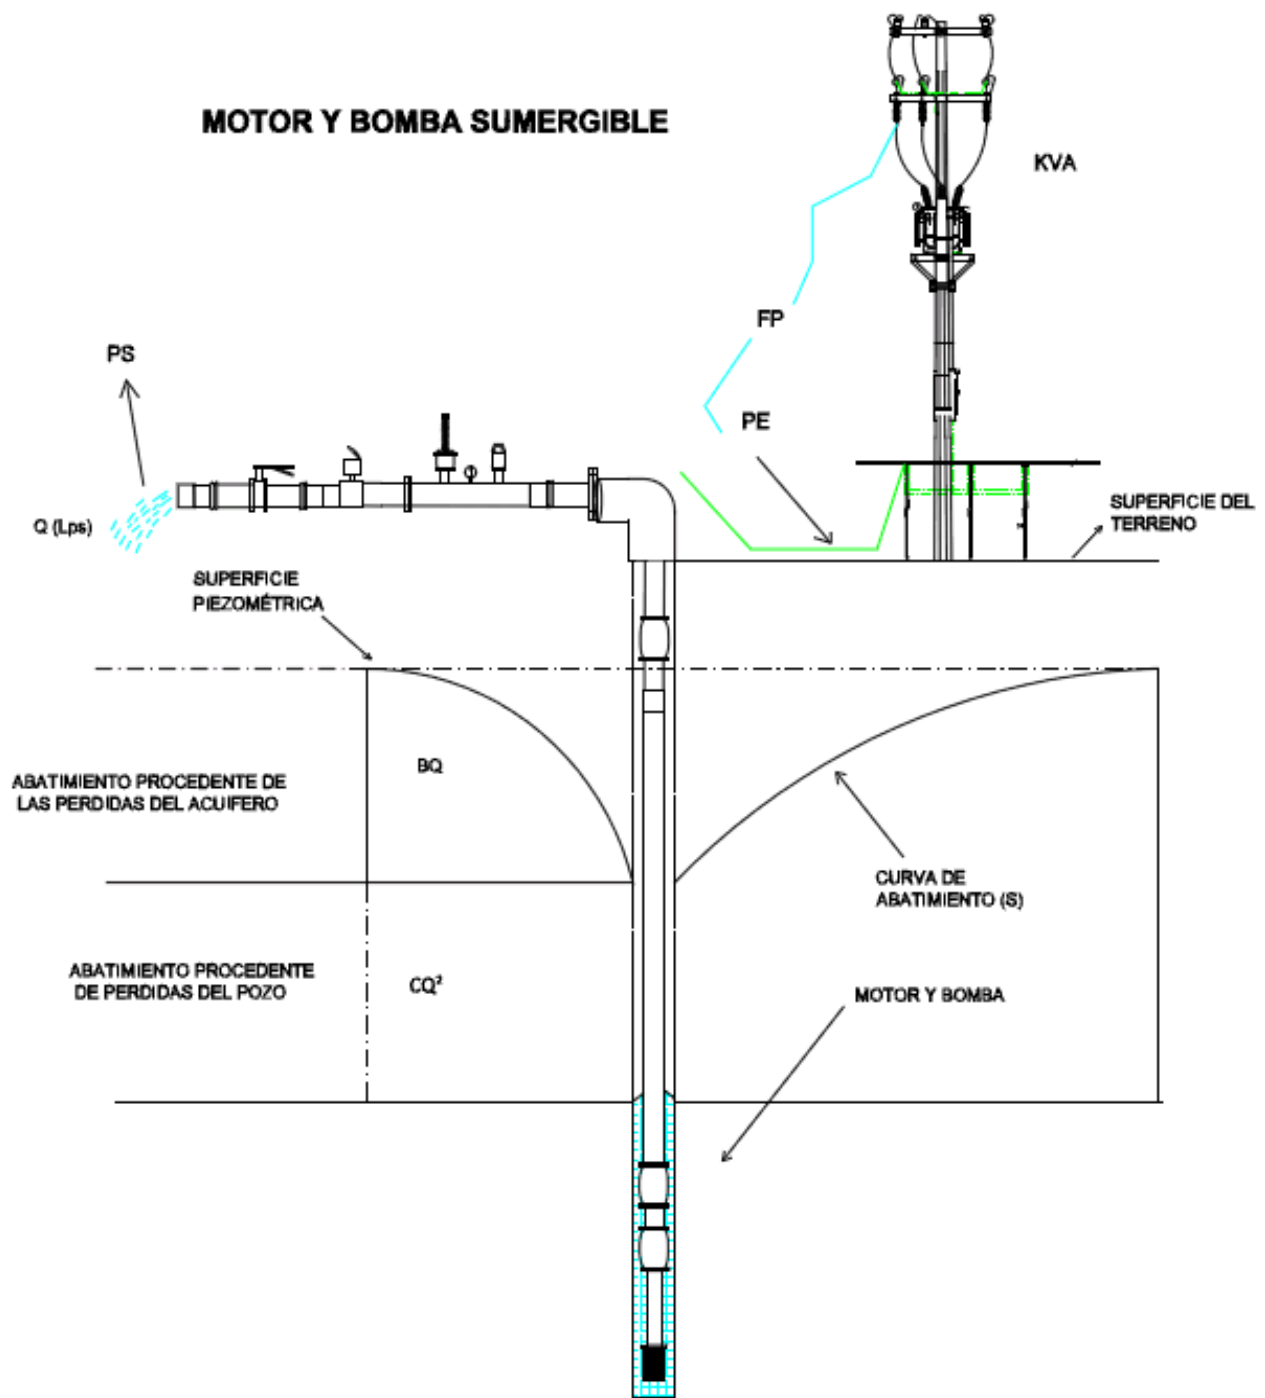 MOTOR Y BOMBA SUMERGIBLE
KVA
FP
PS
PE
Q (Lps)
SUPERFICIE DEL
TERRENO
SUPERFICIE
PIEZOMÉTRICA
ABATIMIENTO PROCEDENTE DE
LAS PERDIDAS DEL ACUIFERO
BQ
CURVA DE
ABATIMIENTO (S)
ABATIMIENTO PROCEDENTE
DE PERDIDAS DEL POZO
CQ²
MOTOR Y BOMBA